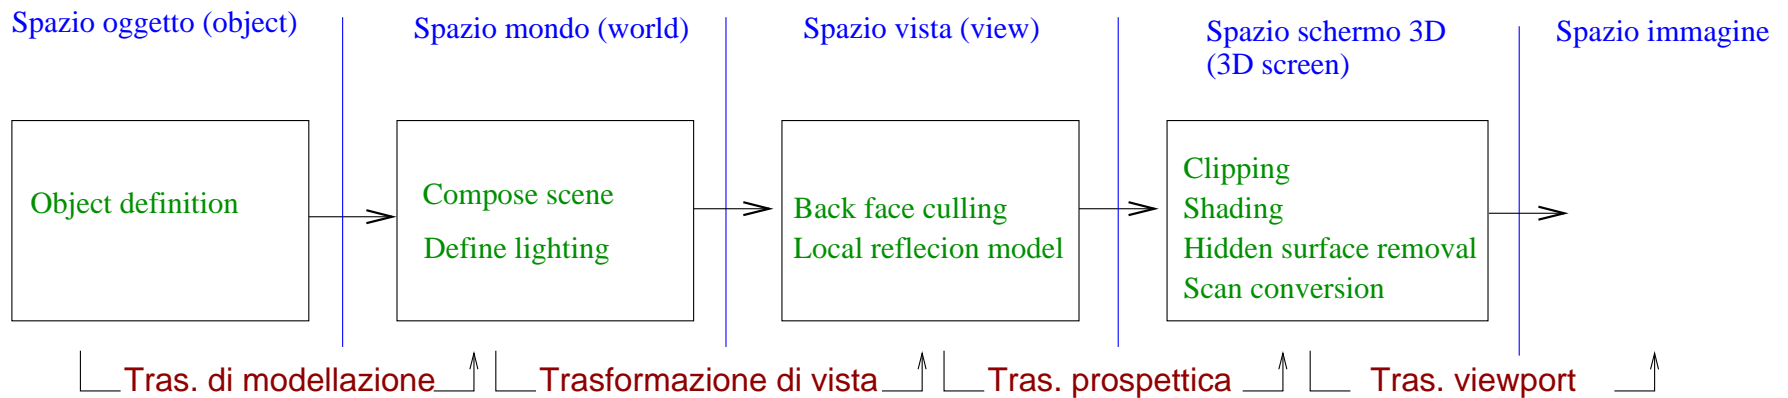 Spazio oggetto (object)
Spazio mondo (world)
Spazio vista (view)
Spazio schermo 3D
(3D screen)
Spazio immagine
Object definition
Compose scene
Define lighting
Back face culling
Local reflecion model
Clipping
Shading
Hidden surface removal
Scan conversion
Tras. di modellazione
Trasformazione di vista
Tras. prospettica
Tras. viewport